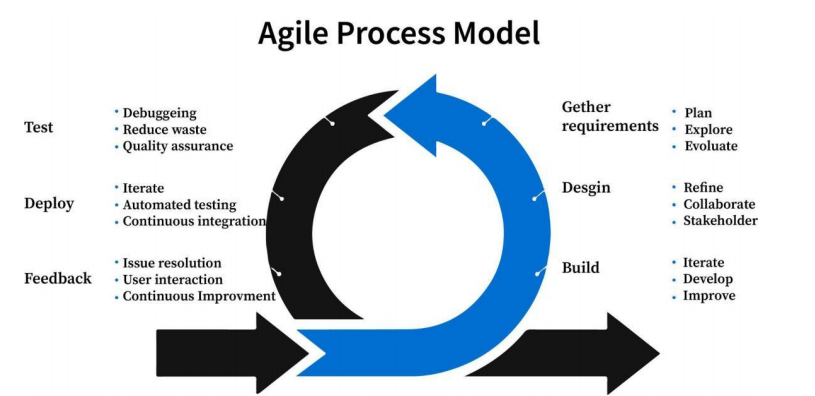 Agile Process Model
Test
• Debuggeing
• Reduce waste
• Quality assurance
Deploy
• Iterate
• Automated testing
• Continuous integration
Feedback
• Issue resolution
• User interaction
• Continuous Improvment
Gether
requirements
• Plan
• Explore
• Evoluate
Desgin
• Refine
• Collaborate
• Stakeholder
Build
• Iterate
• Develop
• Improve